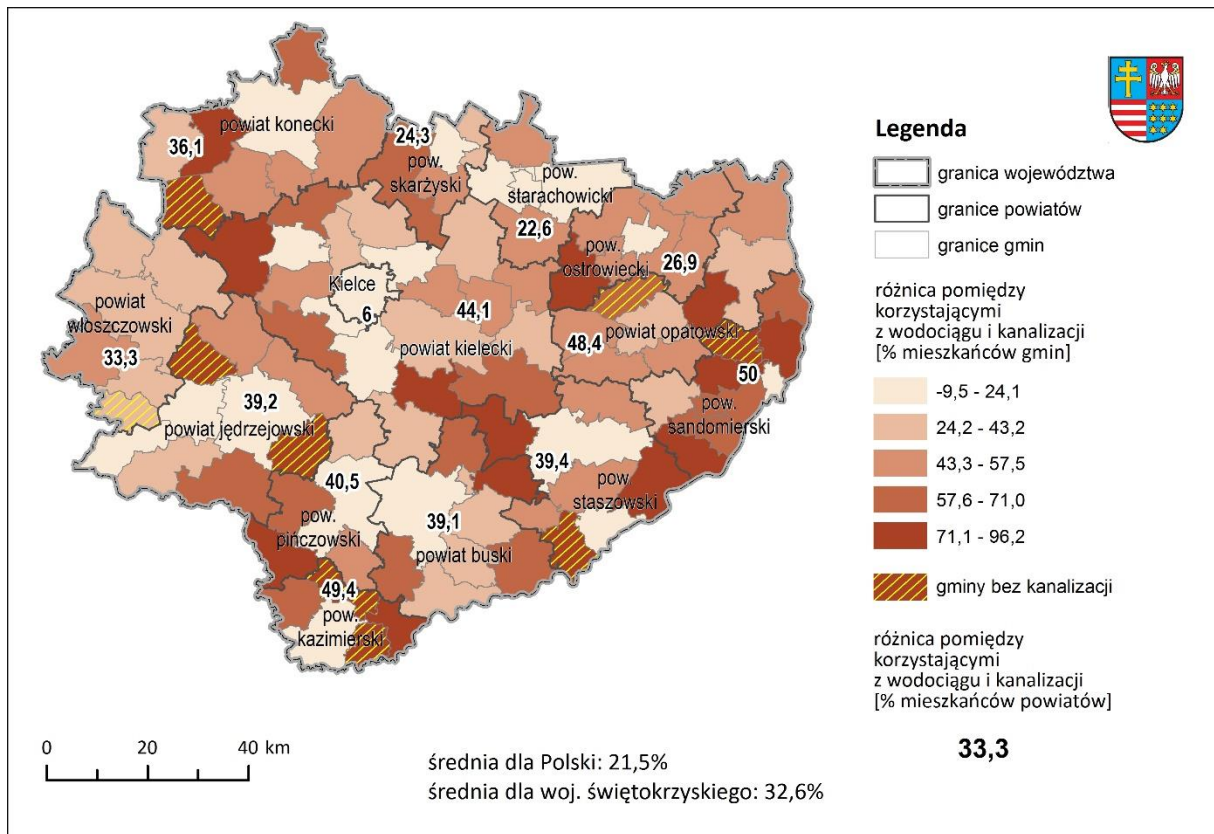 powiat konecki
36,1
24,3
pow.
skarżyski
pow.
starachowicki
22,6
pow.
ostrowiecki
26,9
Kielce
6
44,1
powiat kielecki
48,4
powiat opatowski
powiat
włoszczowski
33,3
50
pow.
sandomierski
39,2
powiat jędrzejowski
39,4
pow.
staszowski
40,5
pow.
pińczowski
39,1
powiat buski
49,4
pow.
kazimierski
Legenda
granica województwa
granice powiatów
granice gmin
różnica pomiędzy
korzystającymi
z wodociągu i kanalizacji
[% mieszkańców gmin]
-9,5 - 24,1
24,2 - 43,2
43,3 - 57,5
57,6 - 71,0
71,1 - 96,2
gminy bez kanalizacji
różnica pomiędzy
korzystającymi
z wodociągu i kanalizacji
[% mieszkańców powiatów]
33,3
0 20 40 km
średnia dla Polski: 21,5%
średnia dla woj. świętokrzyskiego: 32,6%